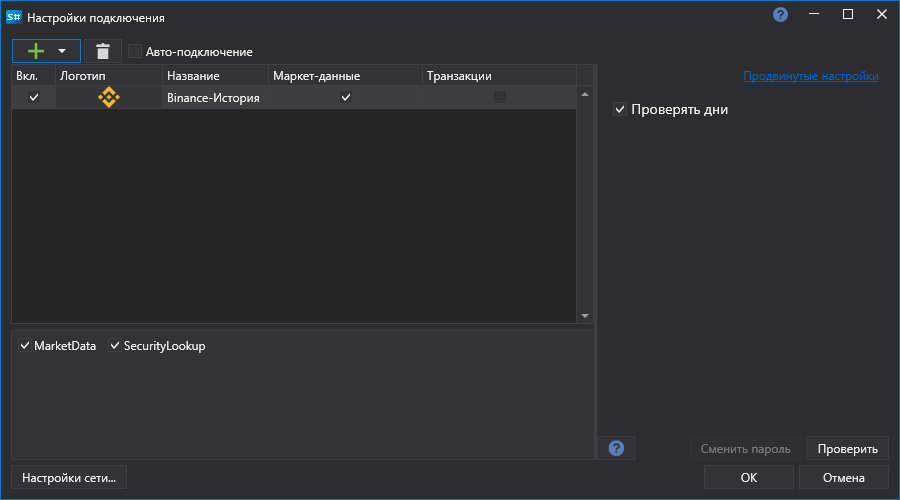 S# Настройки подключения ?
Авто-подключение
Вкл. Логотип Название Маркет-данные Транзакции
Binance-История
Продвинутые настройки
Проверять дни
MarketData SecurityLookup
? Сменить пароль Проверить
Настройки сети... ОК Отмена